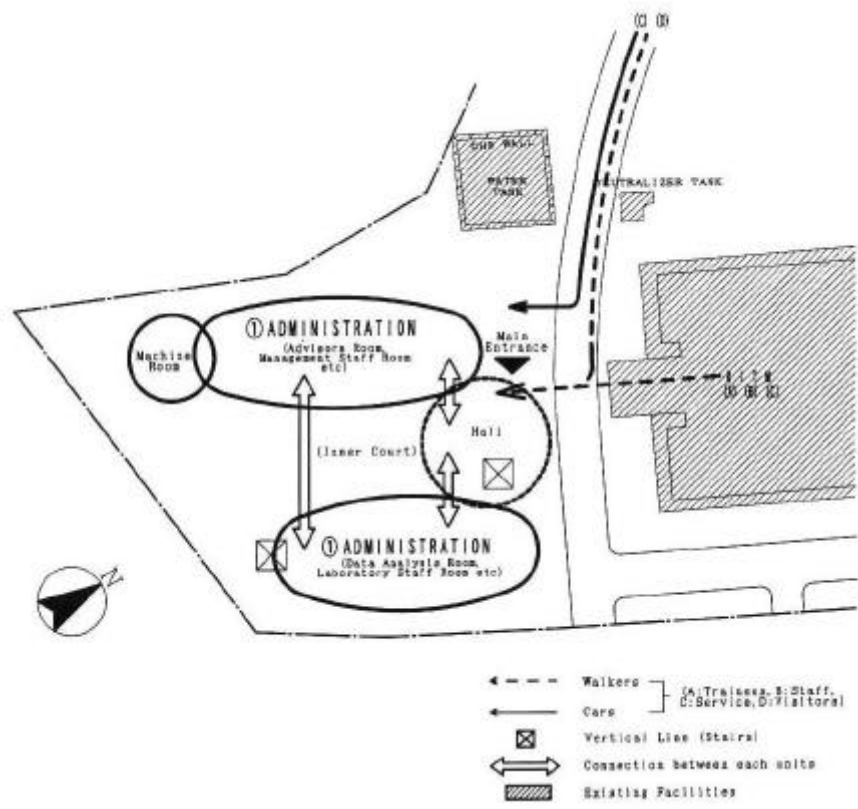 (C D)
WATER
TANK
NEUTRALIZER TANK
① ADMINISTRATION
(Advisors Room,
Management Staff Room
etc)
Machine
Room
Main
Entrance
Hall
(Inner Court)
① ADMINISTRATION
(Data Analysis Room,
Laboratory Staff Room etc)
N
Walkers
(A:Trainees, B:Staff,
C:Service, D:Visitors)
Cars
Vertical Line (Stairs)
Connection between each units
Existing Facilities